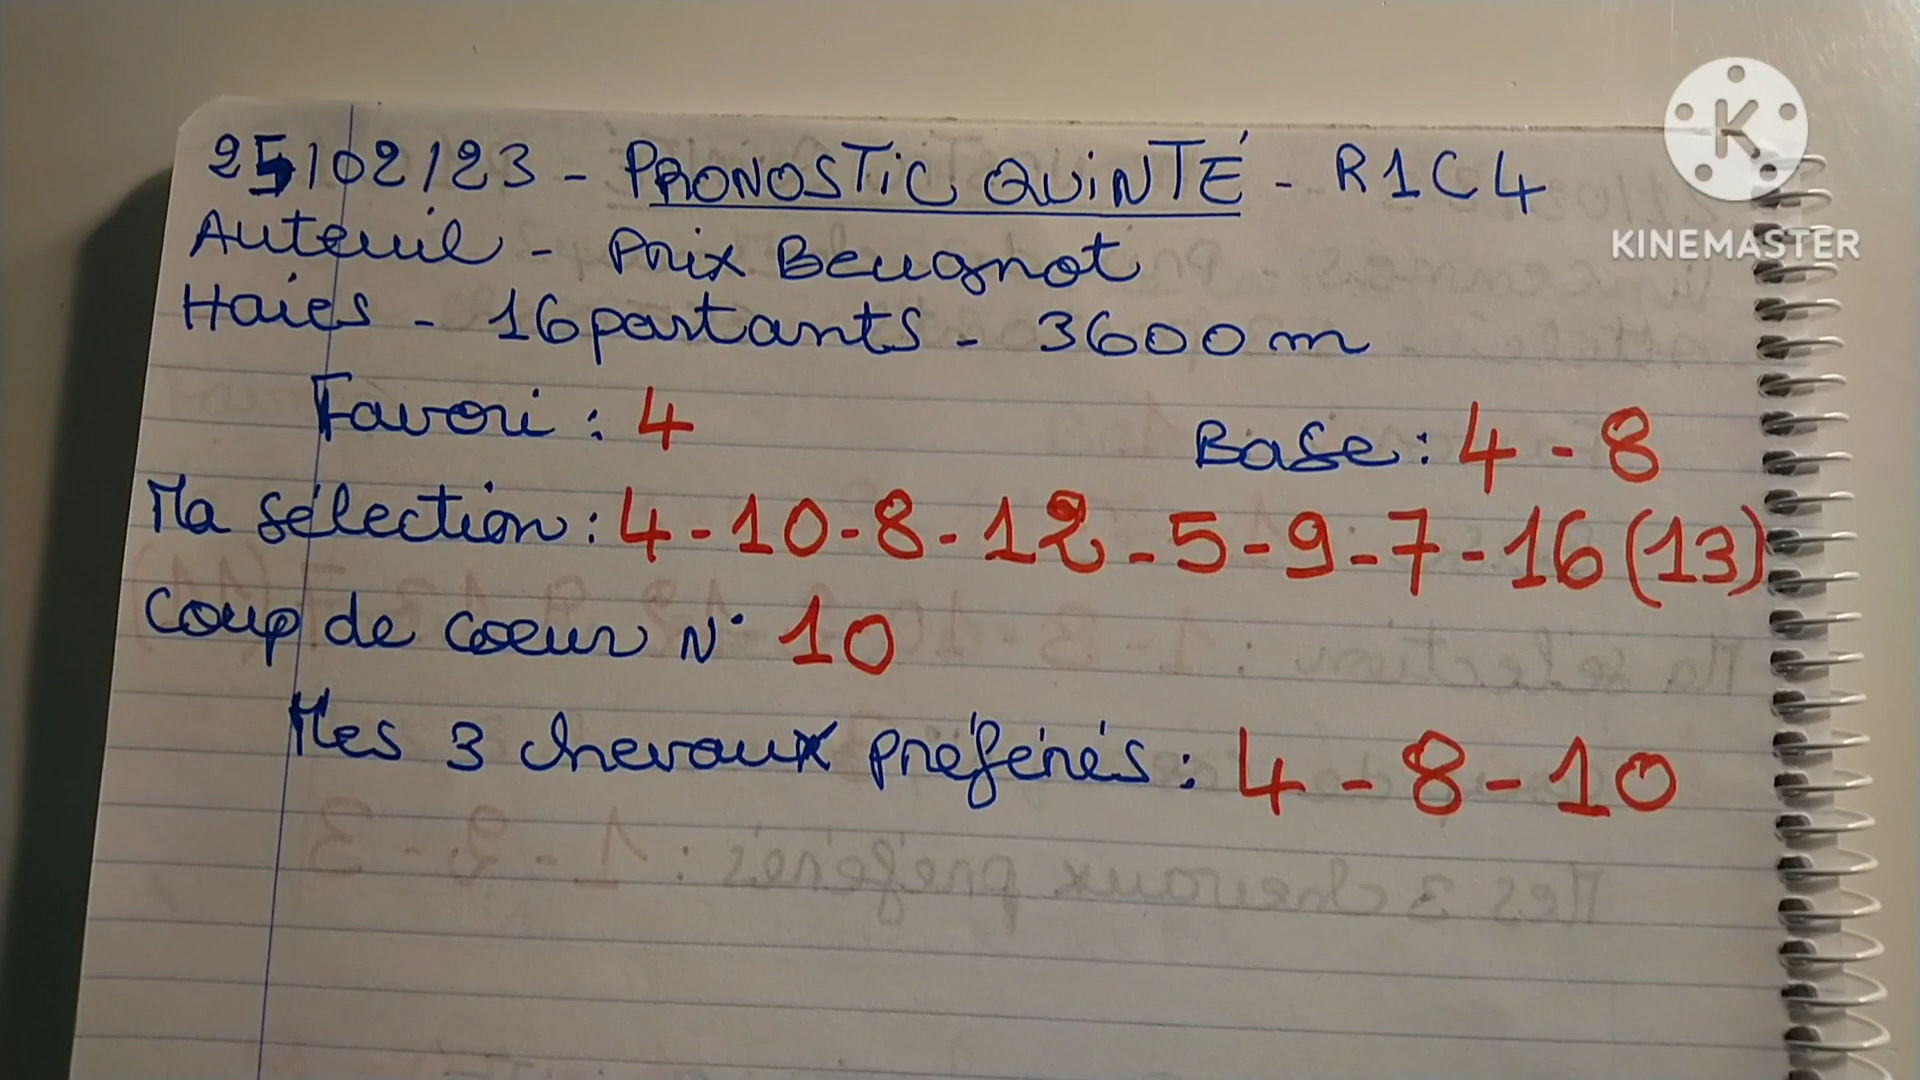 25/02/23 - PRONOSTIC QUINTÉ - R1C4
Auteuil - Prix Beugnot
Haies - 16 partants - 3600 m
Favori : 4 Base : 4 - 8
Ma sélection : 4 - 10 - 8 - 12 - 5 - 9 - 7 - 16 (13)
Coup de coeur N° 10
Mes 3 chevaux préférés : 4 - 8 - 10
K
KINEMASTER